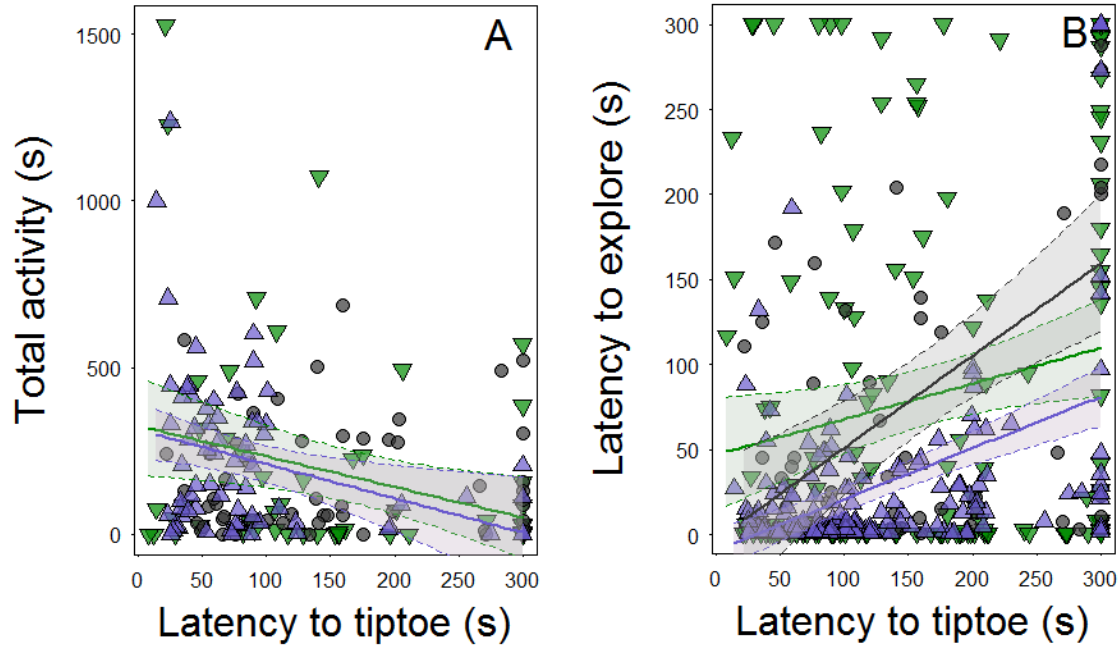 A
Total activity (s)
1500
1000
500
0
0 50 100 150 200 250 300
Latency to tiptoe (s)
B
Latency to explore (s)
300
250
200
150
100
50
0
0 50 100 150 200 250 300
Latency to tiptoe (s)